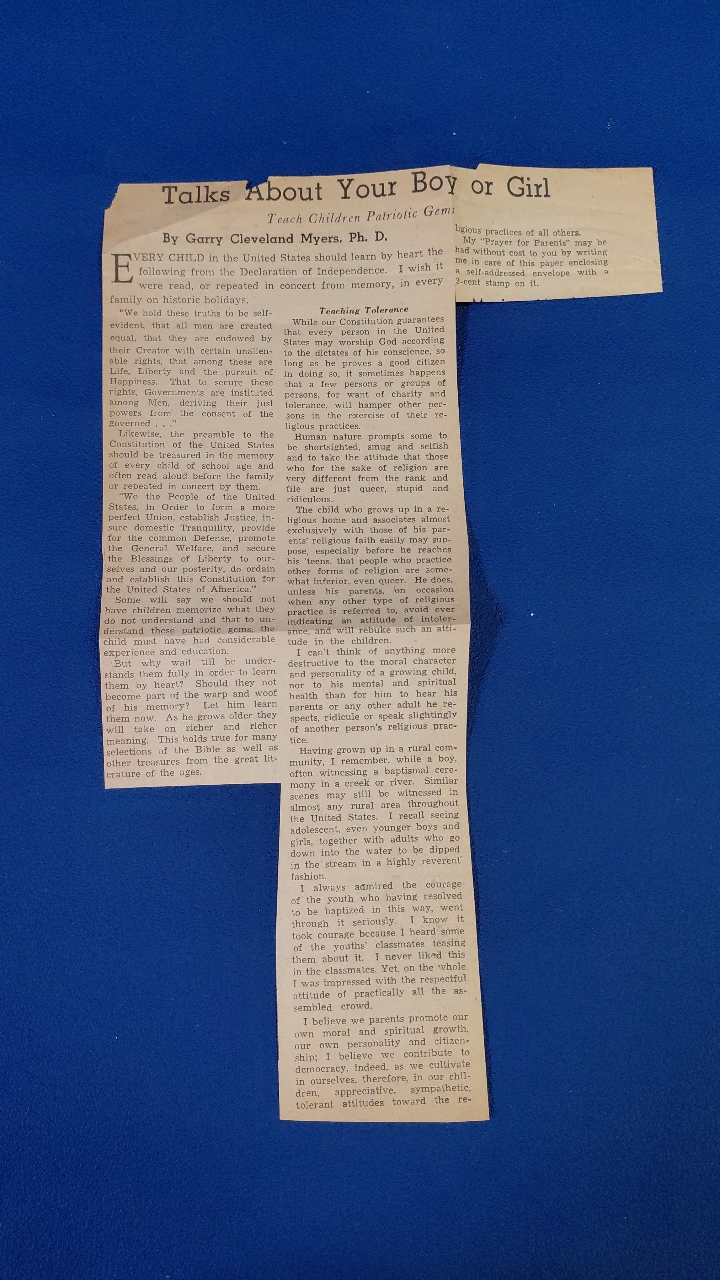 Talks About Your Boy or Girl
Teach Children Patriotic Gems
By Garry Cleveland Myers, Ph. D.
EVERY CHILD in the United States should learn by heart the
following from the Declaration of Independence. I wish it
were read, or repeated in concert from memory, in every
family on historic holidays,
"We hold these truths to be self-
evident, that all men are created
equal, that they are endowed by
their Creator with certain unalien-
able rights, that among these are
Life, Liberty and the pursuit of
Happiness. That to secure these
rights, Governments are instituted
among Men, deriving their just
powers from the consent of the
governed . . ."
Likewise, the preamble to the
Constitution of the United States
should be treasured in the memory
of every child of school age and
often read aloud before the family
or repeated in concert by them.
"We the People of the United
States, in Order to form a more
perfect Union, establish Justice, in-
sure domestic Tranquility, provide
for the common Defense, promote
the General Welfare, and secure
the Blessings of Liberty to our-
selves and our posterity, do ordain
and establish this Constitution for
the United States of America."
Some will say we should not
have children memorize what they
do not understand and that to un-
derstand these patriotic gems, the
child must have had considerable
experience and education.
But why wait till he under-
stands them fully in order to learn
them ny heart? Should they not
become part of the warp and woof
of his memory? Let him learn
them now. As he grows older they
will take on richer and richer
meaning. This holds true for many
selections of the Bible as well as
other treasures from the great lit-
erature of the ages.
Teaching Tolerance
While our Constitution guarantees
that every person in the United
States may worship God according
to the dictates of his conscience, so
long as he proves a good citizen
in doing so, it sometimes happens
that a few persons or groups of
persons, for want of charity and
tolerance, will hamper other per-
sons in the exercise of their re-
ligious practices.
Human nature prompts some to
be shortsighted, smug and selfish
and to take the attitude that those
who for the sake of religion are
very different from the rank and
file are just queer, stupid and
ridiculous.
The child who grows up in a re-
ligious home and associates almost
exclusively with those of his par-
ents' religious faith easily may sup-
pose, especially before he reaches
his 'teens, that people who practice
other forms of religion are some-
what inferior, even queer. He does,
unless his parents, on occasion
when any other type of religious
practice is referred to, avoid ever
indicating an attitude of intoler-
ance, and will rebuke such an atti-
tude in the children.
I can't think of anything more
destructive to the moral character
and personality of a growing child,
nor to his mental and spiritual
health than for him to hear his
parents or any other adult he re-
spects, ridicule or speak slightingly
of another person's religious prac-
tice.
Having grown up in a rural com-
munity, I remember, while a boy,
often witnessing a baptismal cere-
mony in a creek or river. Similar
scenes may still be witnessed in
almost any rural area throughout
the United States. I recall seeing
adolescent, even younger boys and
girls, together with adults who go
down into the water to be dipped
in the stream in a highly reverent
fashion.
I always admired the courage
of the youth who having resolved
to be baptized in this way, went
through it seriously. I know it
took courage because I heard some
of the youths' classmates teasing
them about it. I never liked this
in the classmates. Yet, on the whole
I was impressed with the respectful
attitude of practically all the as-
sembled crowd.
I believe we parents promote our
own moral and spiritual growth,
our own personality and citizen-
ship; I believe we contribute to
democracy, indeed, as we cultivate
in ourselves, therefore, in our chil-
dren, appreciative, sympathetic,
tolerant attitudes toward the re-
ligious practices of all others.
My "Prayer for Parents" may be
had without cost to you by writing
me in care of this paper enclosing
a self-addressed envelope with a
3-cent stamp on it.